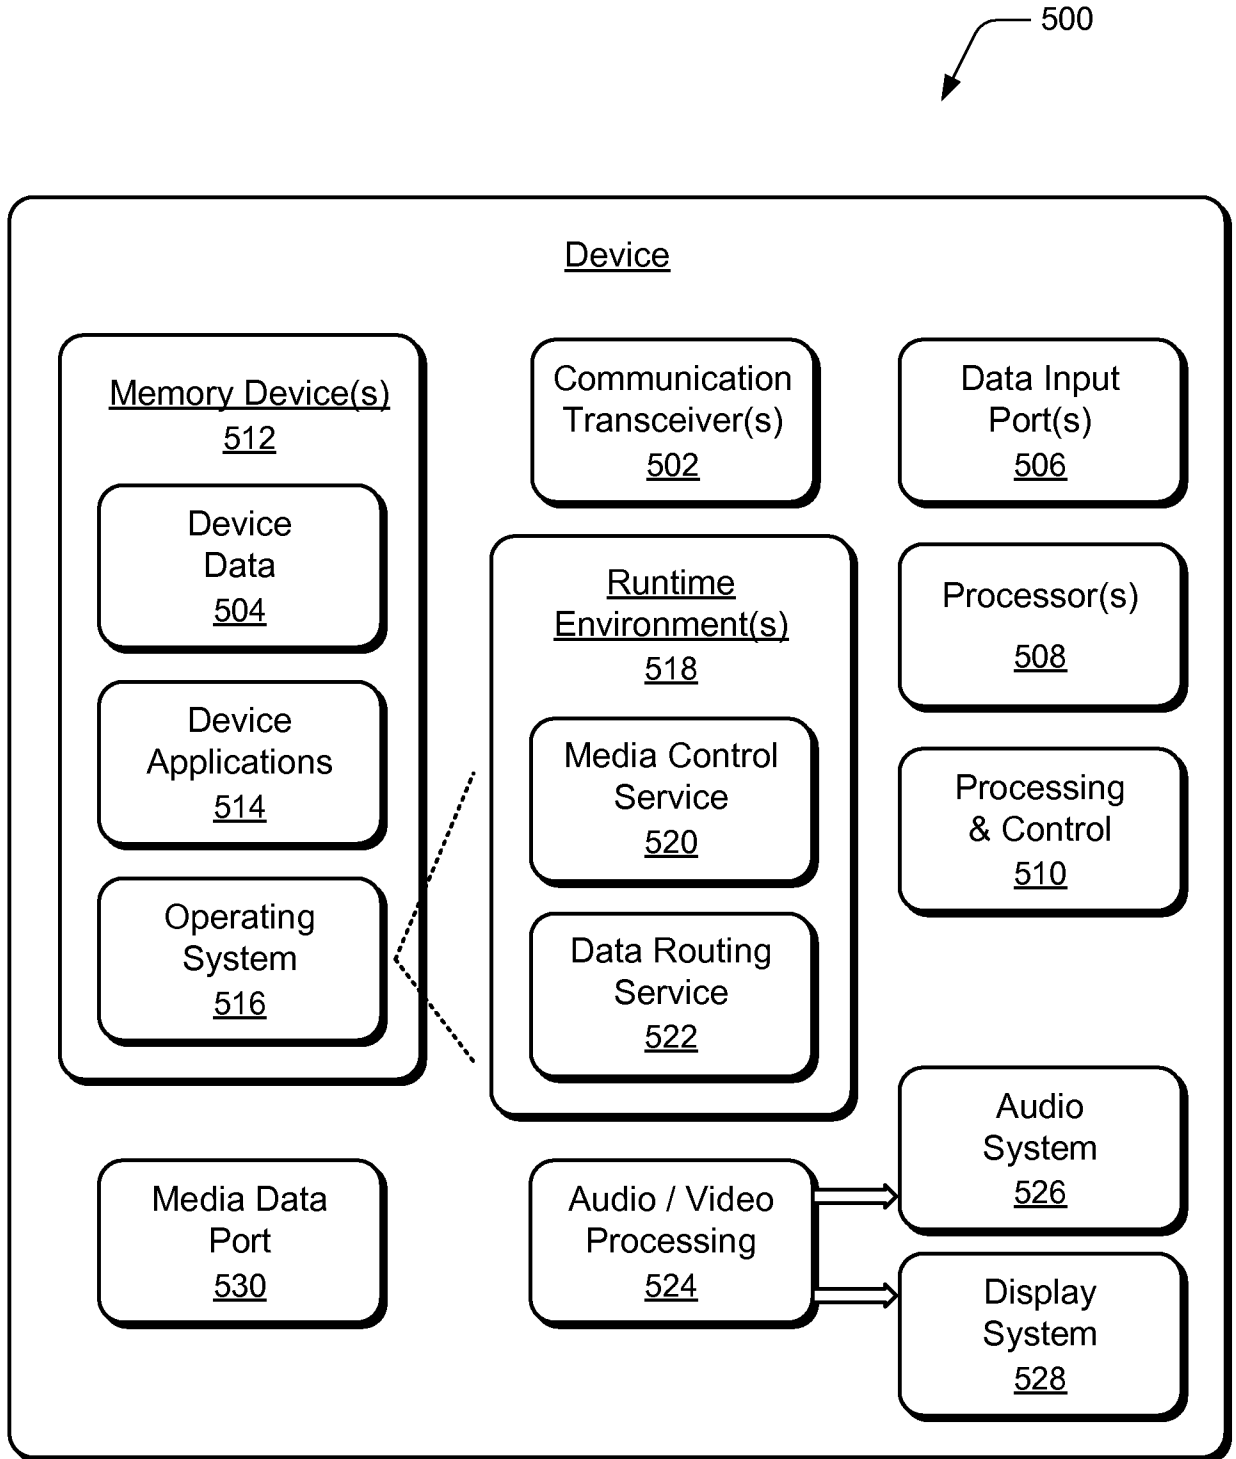 500
Device
Memory Device(s)
512
Device
Data
504
Device
Applications
514
Operating
System
516
Communication
Transceiver(s)
502
Data Input
Port(s)
506
Runtime
Environment(s)
518
Media Control
Service
520
Data Routing
Service
522
Processor(s)
508
Processing
& Control
510
Media Data
Port
530
Audio / Video
Processing
524
Audio
System
526
Display
System
528